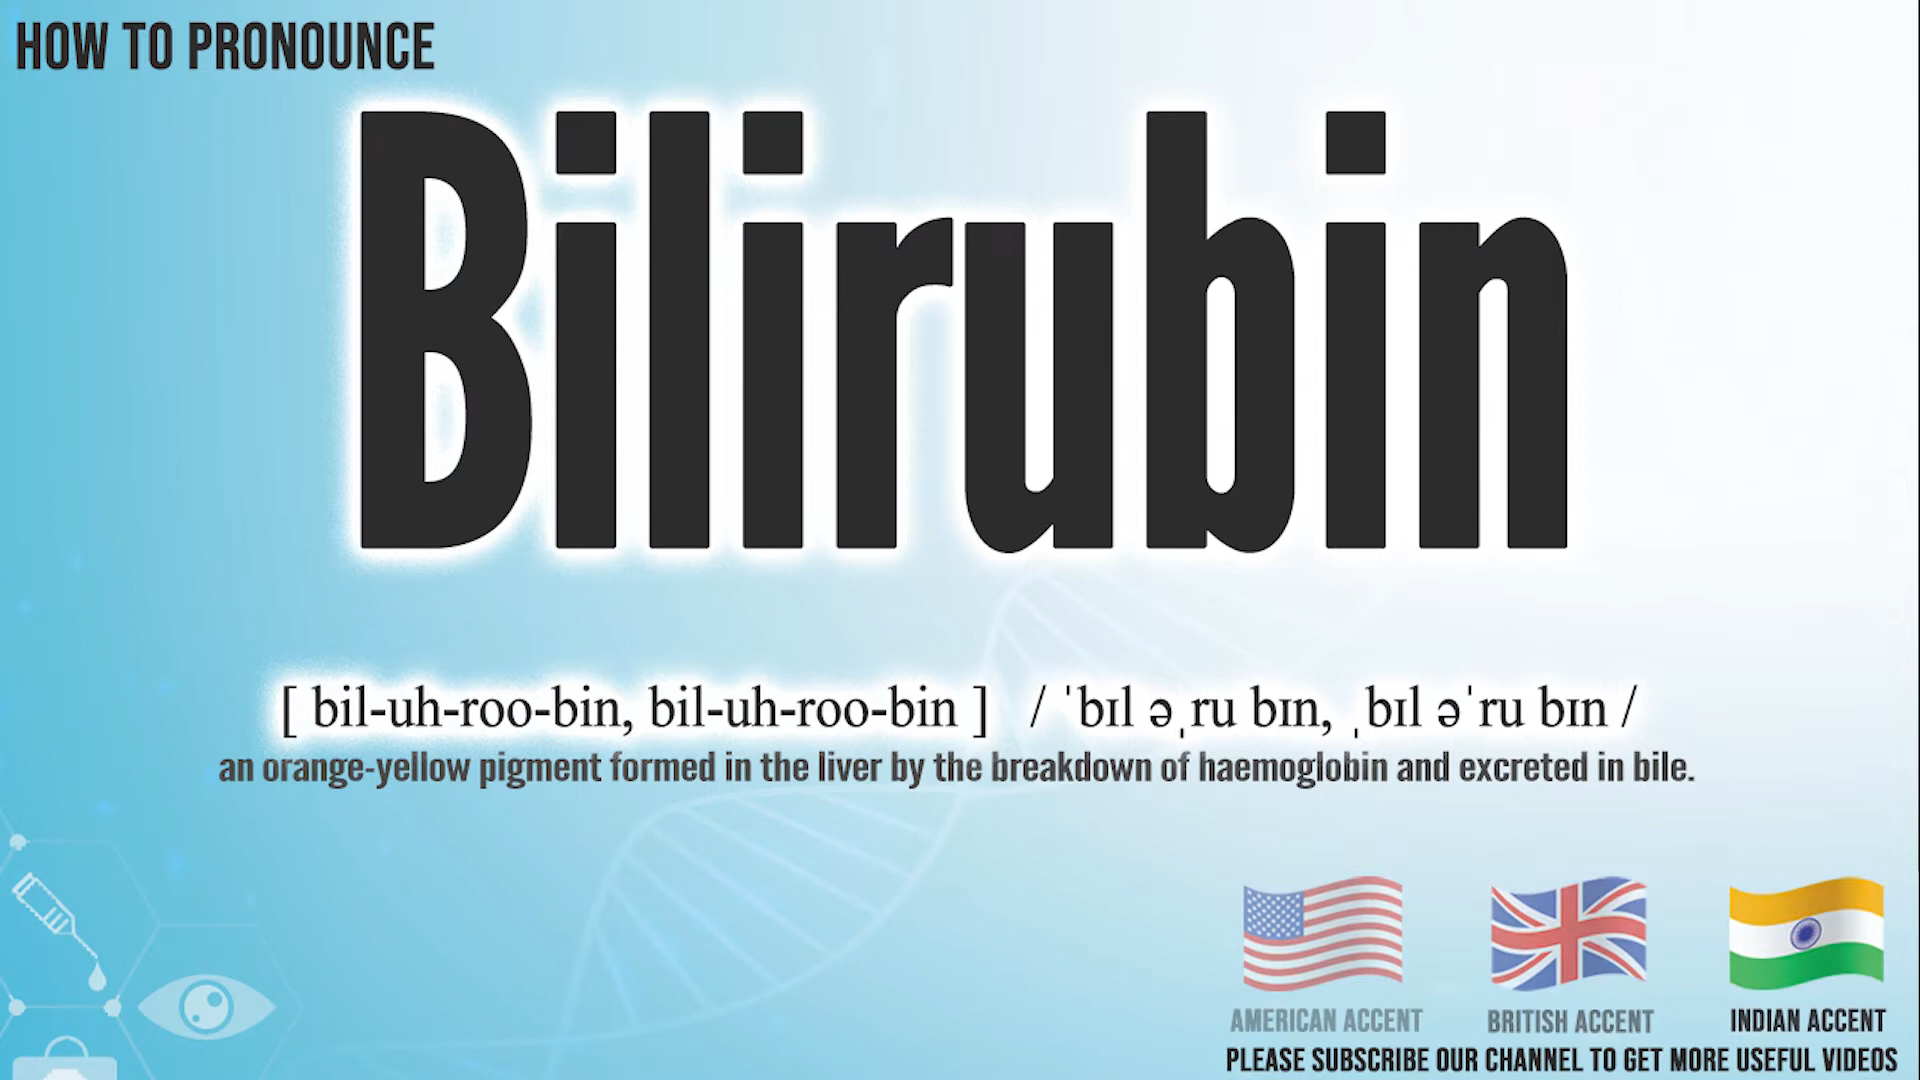 HOW TO PRONOUNCE
Bilirubin
[ bil-uh-roo-bin, bil-uh-roo-bin ] / ˈbɪl əˌru bɪn, ˌbɪl əˈru bɪn /
an orange-yellow pigment formed in the liver by the breakdown of haemoglobin and excreted in bile.
AMERICAN ACCENT BRITISH ACCENT INDIAN ACCENT
PLEASE SUBSCRIBE OUR CHANNEL TO GET MORE USEFUL VIDEOS